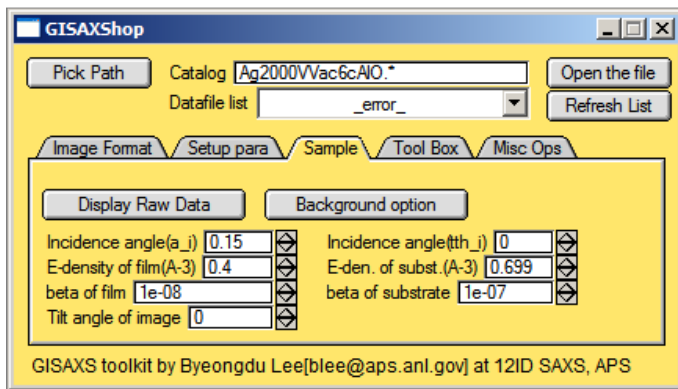 GISAXShop
Pick Path Catalog Ag2000VVac6cAlO.* Open the file
Datafile list _error_ Refresh List
Image Format Setup para Sample Tool Box Misc Ops
Display Raw Data Background option
Incidence angle(a_i) 0.15 Incidence angle(tth_i) 0
E-density of film(A-3) 0.4 E-den. of subst.(A-3) 0.699
beta of film 1e-08 beta of substrate 1e-07
Tilt angle of image 0
GISAXS toolkit by Byeongdu Lee[blee@aps.anl.gov] at 12ID SAXS, APS